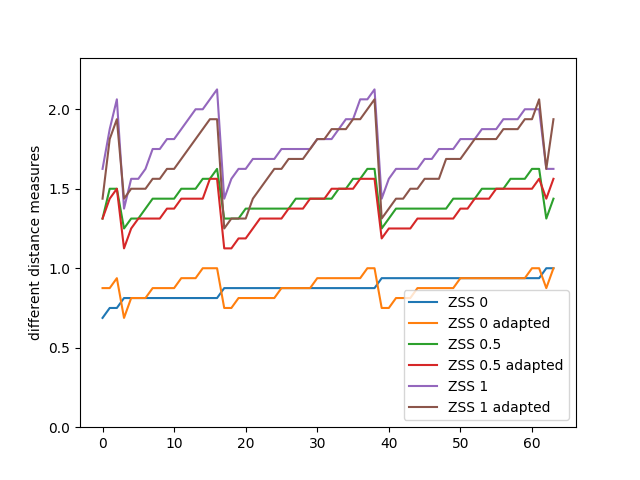 different distance measures
2.0
1.5
1.0
0.5
0.0
0 10 20 30 40 50 60
ZSS 0
ZSS 0 adapted
ZSS 0.5
ZSS 0.5 adapted
ZSS 1
ZSS 1 adapted